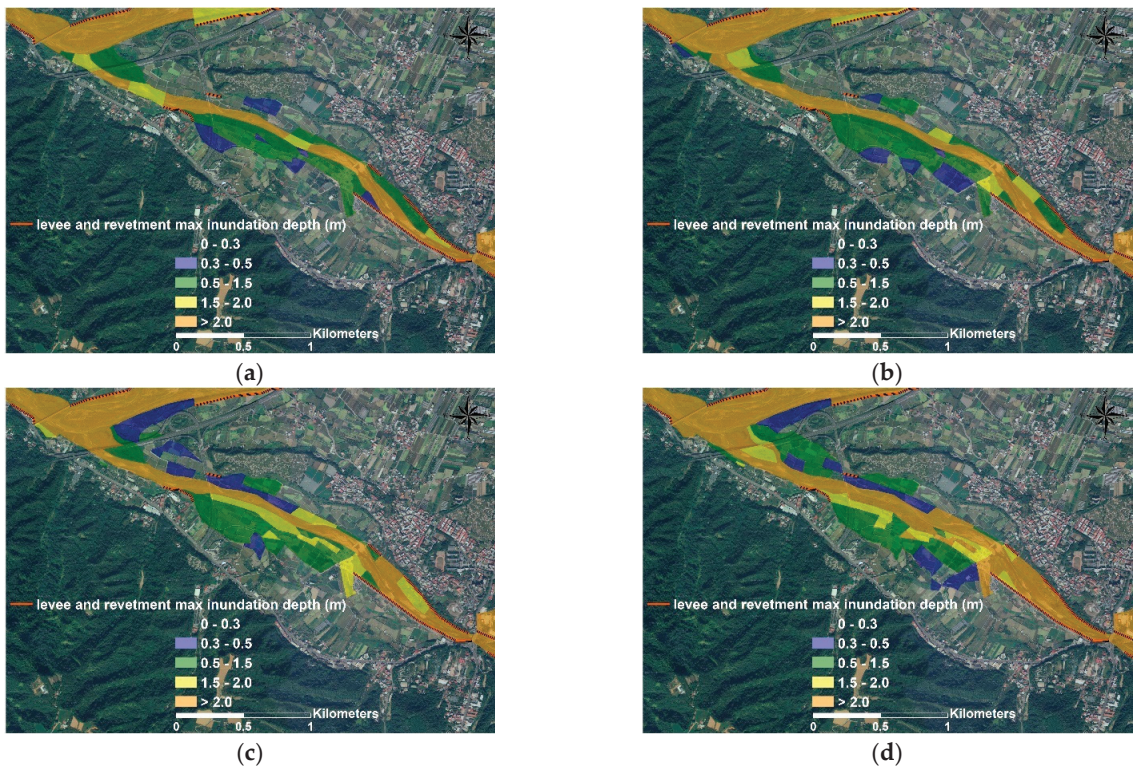 levee and revetment max inundation depth (m)
0 - 0.3
0.3 - 0.5
0.5 - 1.5
1.5 - 2.0
> 2.0
Kilometers
0 0.5 1
(a)
levee and revetment max inundation depth (m)
0 - 0.3
0.3 - 0.5
0.5 - 1.5
1.5 - 2.0
> 2.0
Kilometers
0 0.5 1
(b)
levee and revetment max inundation depth (m)
0 - 0.3
0.3 - 0.5
0.5 - 1.5
1.5 - 2.0
> 2.0
Kilometers
0 0.5 1
(c)
levee and revetment max inundation depth (m)
0 - 0.3
0.3 - 0.5
0.5 - 1.5
1.5 - 2.0
> 2.0
Kilometers
0 0.5 1
(d)